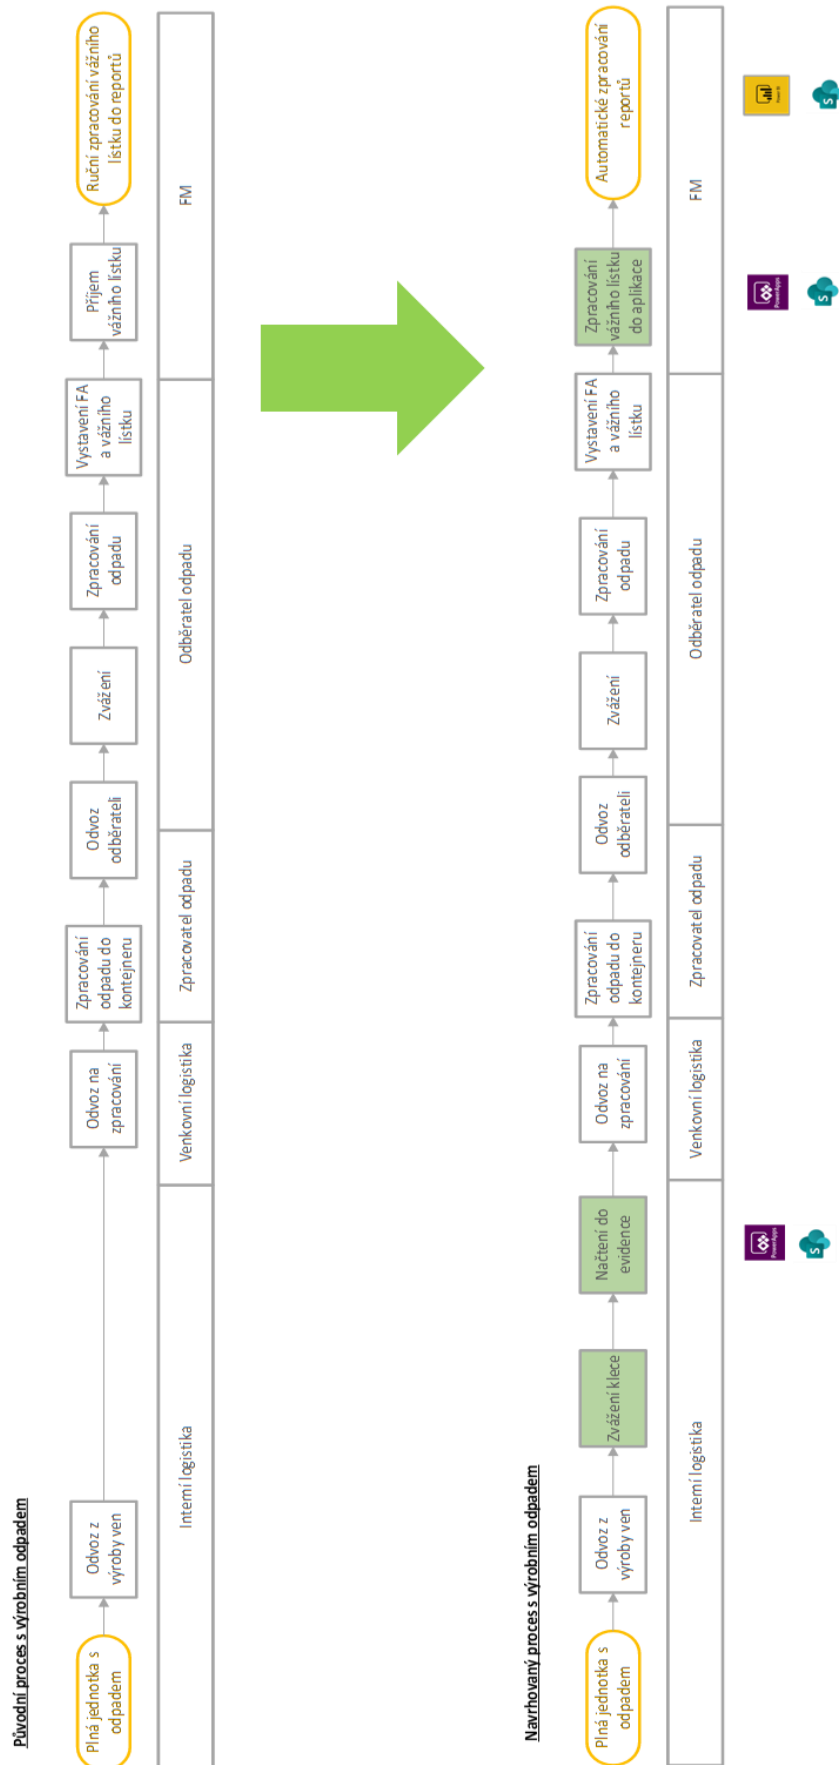 Původní proces s výrobním odpadem
Plná jednotka s
odpadem
Odvoz z
výroby ven
Odvoz na
zpracování
Zpracování
odpadu do
kontejneru
Odvoz
odběrateli
Zvážení
Zpracování
odpadu
Vystavení FA
a vážního
lístku
Příjem
vážního lístku
Ruční zpracování vážního
lístku do reportů
Interní logistika
Venkovní logistika
Zpracovatel odpadu
Odběratel odpadu
FM
Navrhovaný proces s výrobním odpadem
Plná jednotka s
odpadem
Odvoz z
výroby ven
Zvážení klece
Načtení do
evidence
Odvoz na
zpracování
Zpracování
odpadu do
kontejneru
Odvoz
odběrateli
Zvážení
Zpracování
odpadu
Vystavení FA
a vážního
lístku
Zpracování
vážního lístku
do aplikace
Automatické zpracování
reportů
Interní logistika
Venkovní logistika
Zpracovatel odpadu
Odběratel odpadu
FM
PowerApps
S
PowerApps
S
Power BI
S